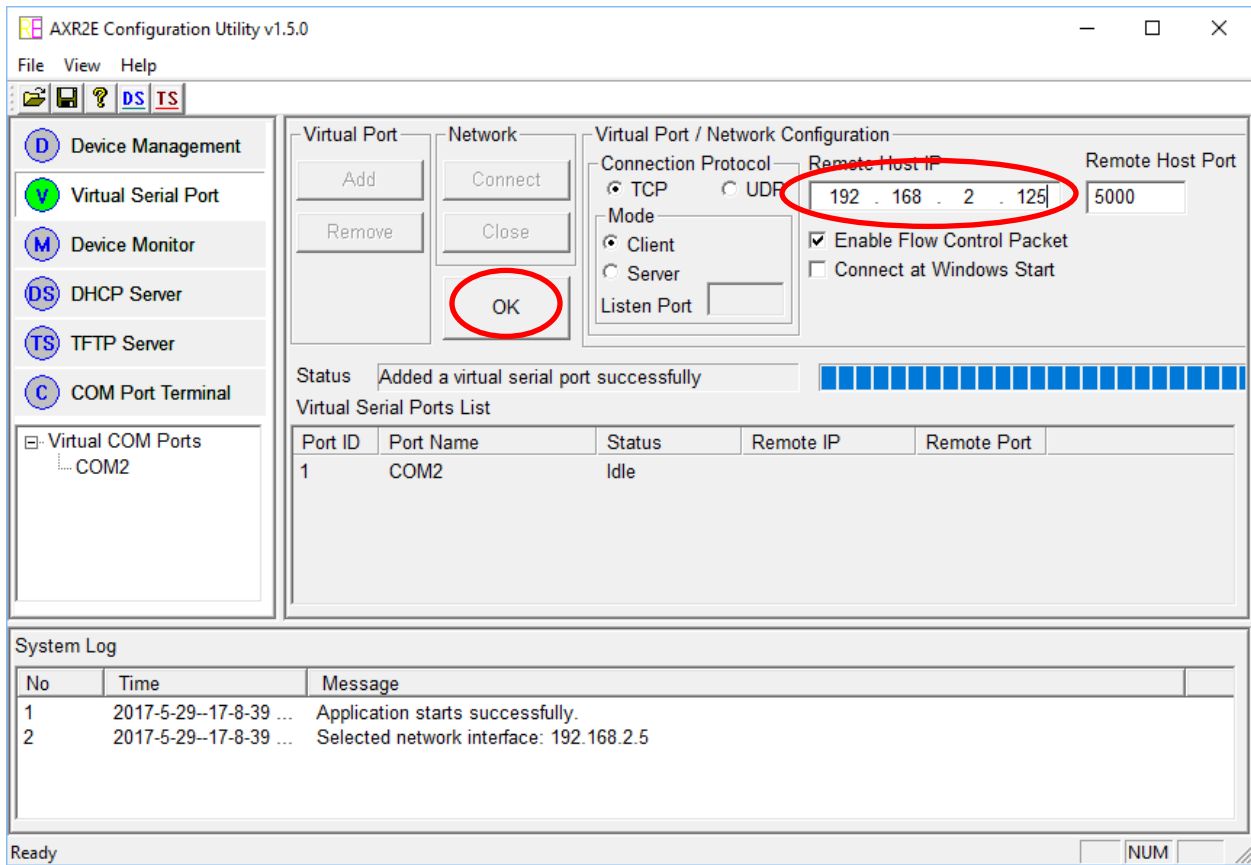 AXR2E Configuration Utility v1.5.0
File View Help
DS TS
D Device Management
V Virtual Serial Port
M Device Monitor
DS DHCP Server
TS TFTP Server
C COM Port Terminal
Virtual COM Ports
COM2
Virtual Port
Add
Remove
Network
Connect
Close
OK
Virtual Port / Network Configuration
Connection Protocol
TCP UDP
Mode
Client
Server
Listen Port
Remote Host IP
192 . 168 . 2 . 125
Remote Host Port
5000
Enable Flow Control Packet
Connect at Windows Start
Status Added a virtual serial port successfully
Virtual Serial Ports List
Port ID Port Name Status Remote IP Remote Port
1 COM2 Idle
System Log
No Time Message
1 2017-5-29--17-8-39 ... Application starts successfully.
2 2017-5-29--17-8-39 ... Selected network interface: 192.168.2.5
Ready NUM